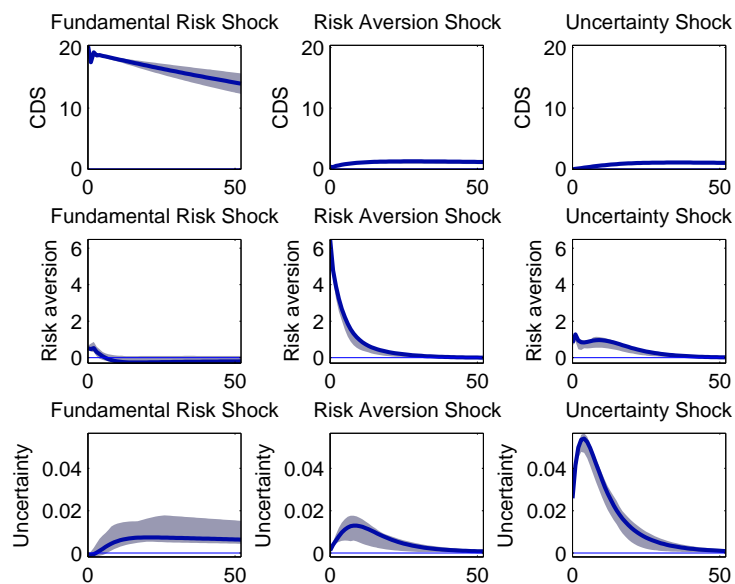 Fundamental Risk Shock Risk Aversion Shock Uncertainty Shock
20 20 20
10 10 10
0 0 0
CDS CDS CDS
0 50 0 50 0 50
Fundamental Risk Shock Risk Aversion Shock Uncertainty Shock
6 6 6
4 4 4
2 2 2
0 0 0
Risk aversion Risk aversion Risk aversion
0 50 0 50 0 50
Fundamental Risk Shock Risk Aversion Shock Uncertainty Shock
0.04 0.04 0.04
0.02 0.02 0.02
0 0 0
Uncertainty Uncertainty Uncertainty
0 50 0 50 0 50